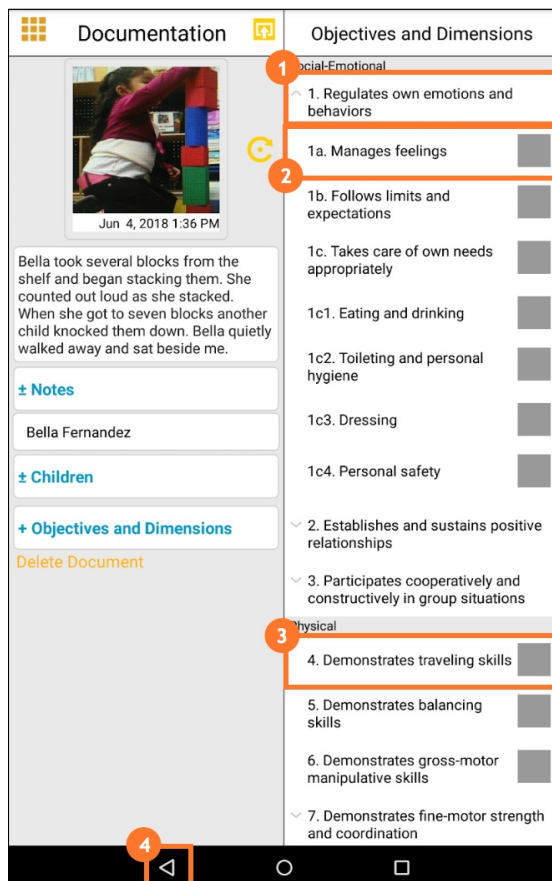 Documentation
Jun 4, 2018 1:36 PM
Bella took several blocks from the
shelf and began stacking them. She
counted out loud as she stacked.
When she got to seven blocks another
child knocked them down. Bella quietly
walked away and sat beside me.
± Notes
Bella Fernandez
± Children
+ Objectives and Dimensions
Delete Document
Objectives and Dimensions
1
ocial-Emotional
1. Regulates own emotions and
behaviors
2
1a. Manages feelings
1b. Follows limits and
expectations
1c. Takes care of own needs
appropriately
1c1. Eating and drinking
1c2. Toileting and personal
hygiene
1c3. Dressing
1c4. Personal safety
2. Establishes and sustains positive
relationships
3. Participates cooperatively and
constructively in group situations
3
Physical
4. Demonstrates traveling skills
5. Demonstrates balancing
skills
6. Demonstrates gross-motor
manipulative skills
7. Demonstrates fine-motor strength
and coordination
4